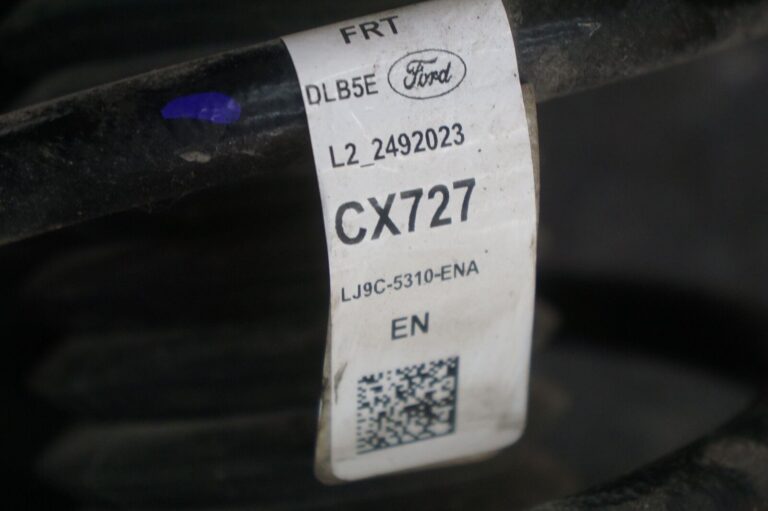 FRT
DLB5E Ford
L2_2492023
CX727
LJ9C-5310-ENA
EN